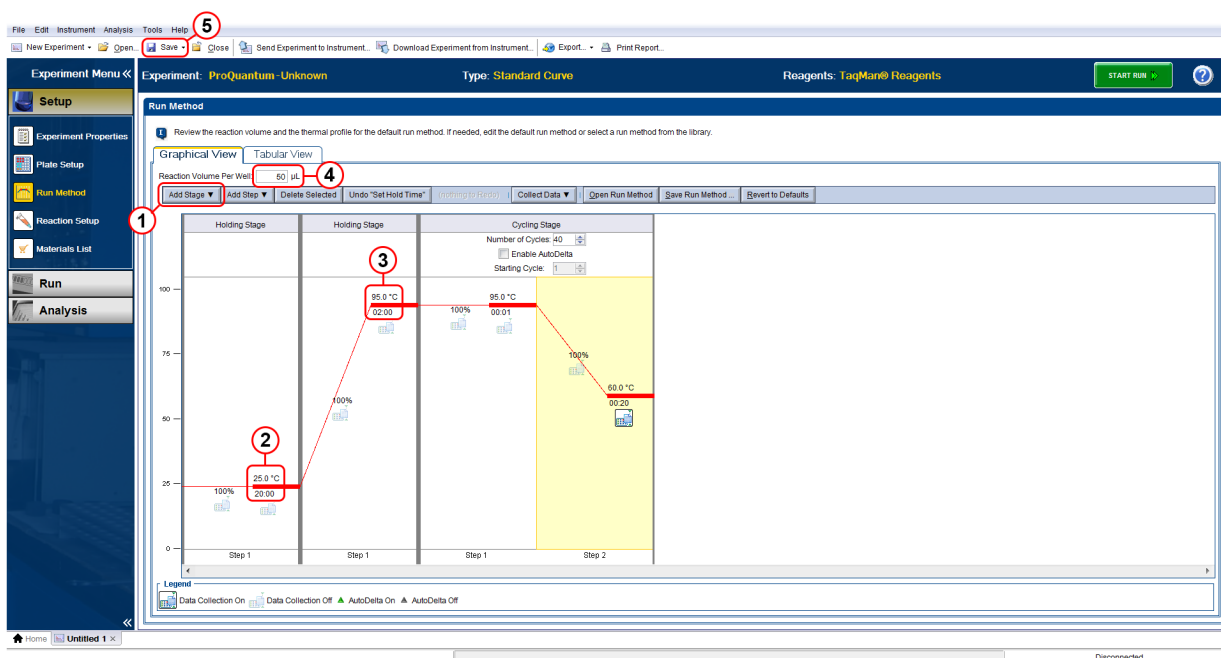 File Edit Instrument Analysis Tools Help
5
New Experiment Open... Save Close Send Experiment to Instrument... Download Experiment from Instrument... Export... Print Report...
Experiment Menu «
Experiment: ProQuantum-Unknown Type: Standard Curve Reagents: TaqMan® Reagents START RUN
Setup
Experiment Properties
Plate Setup
Run Method
Reaction Setup
Materials List
Run
Analysis
Run Method
Review the reaction volume and the thermal profile for the default run method. If needed, edit the default run method or select a run method from the library.
Graphical View Tabular View
Reaction Volume Per Well: 50 µL
4
Add Stage ▼ Add Step ▼ Delete Selected Undo "Set Hold Time" (nothing to Redo) Collect Data ▼ Open Run Method Save Run Method ... Revert to Defaults
1
Holding Stage Holding Stage Cycling Stage
Number of Cycles: 40
Enable AutoDelta
Starting Cycle: 1
3
100
95.0 °C 95.0 °C
02:00 100% 00:01
75
100%
60.0 °C
100% 00:20
50
2
25
25.0 °C
100% 20:00
0
Step 1 Step 1 Step 1 Step 2
Legend
Data Collection On Data Collection Off ▲ AutoDelta On ▲ AutoDelta Off
«
Home Untitled 1 ×
Disconnected